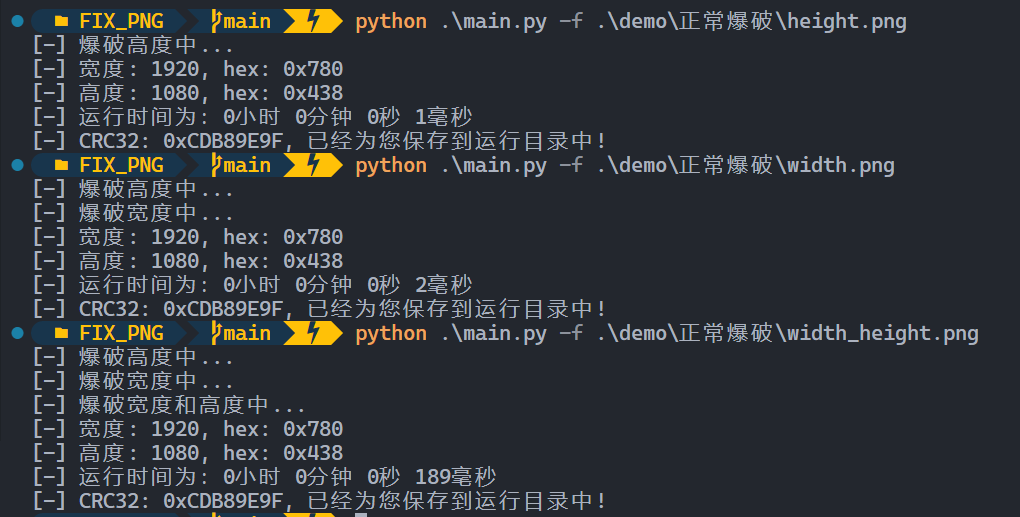 FIX_PNG main python .\main.py -f .\demo\正常爆破\height.png
[-] 爆破高度中...
[-] 宽度: 1920, hex: 0x780
[-] 高度: 1080, hex: 0x438
[-] 运行时间为: 0小时 0分钟 0秒 1毫秒
[-] CRC32: 0xCDB89E9F, 已经为您保存到运行目录中!
FIX_PNG main python .\main.py -f .\demo\正常爆破\width.png
[-] 爆破高度中...
[-] 爆破宽度中...
[-] 宽度: 1920, hex: 0x780
[-] 高度: 1080, hex: 0x438
[-] 运行时间为: 0小时 0分钟 0秒 2毫秒
[-] CRC32: 0xCDB89E9F, 已经为您保存到运行目录中!
FIX_PNG main python .\main.py -f .\demo\正常爆破\width_height.png
[-] 爆破高度中...
[-] 爆破宽度中...
[-] 爆破宽度和高度中...
[-] 宽度: 1920, hex: 0x780
[-] 高度: 1080, hex: 0x438
[-] 运行时间为: 0小时 0分钟 0秒 189毫秒
[-] CRC32: 0xCDB89E9F, 已经为您保存到运行目录中!